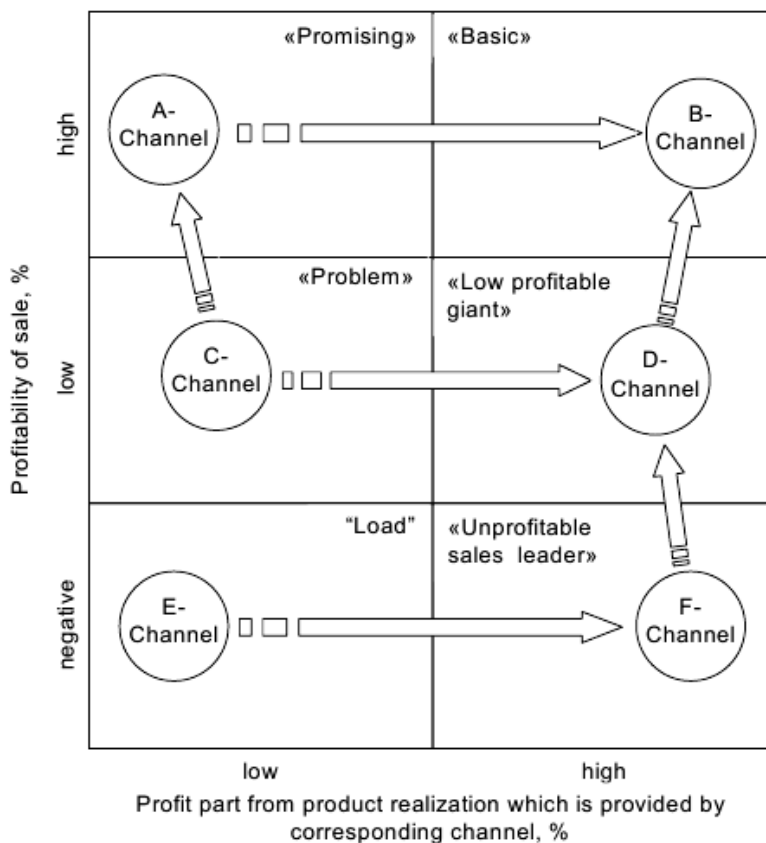 «Promising»
«Basic»
A-
Channel
B-
Channel
high
«Problem»
«Low profitable
giant»
C-
Channel
D-
Channel
low
Profitability of sale, %
“Load”
«Unprofitable
sales leader»
E-
Channel
F-
Channel
negative
low
high
Profit part from product realization which is provided by
corresponding channel, %